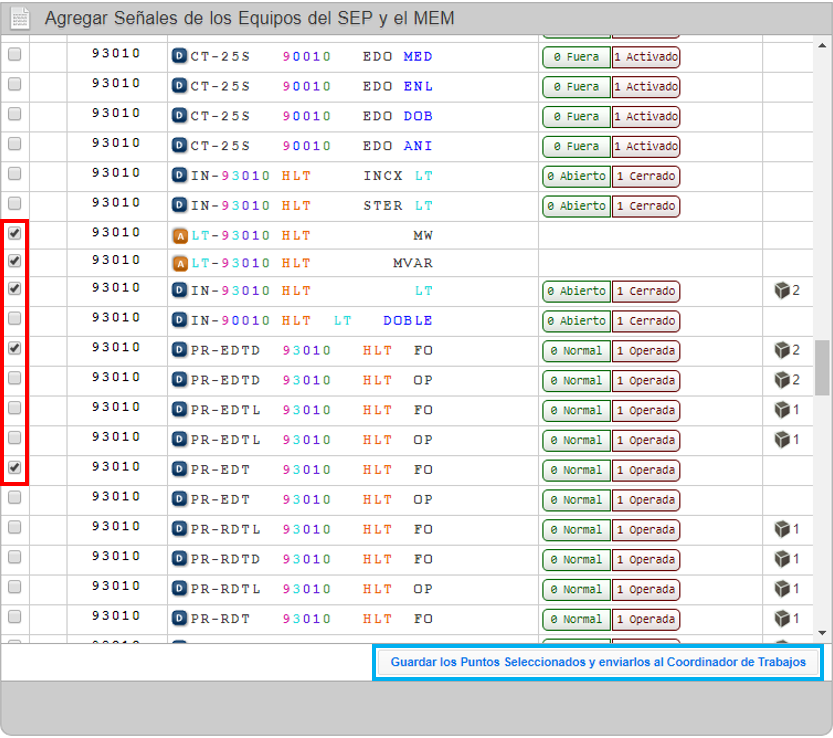 Agregar Señales de los Equipos del SEP y el MEM
93010 D CT-25S 90010 EDO MED 0 Fuera 1 Activado
93010 D CT-25S 90010 EDO ENL 0 Fuera 1 Activado
93010 D CT-25S 90010 EDO DOB 0 Fuera 1 Activado
93010 D CT-25S 90010 EDO ANI 0 Fuera 1 Activado
93010 D IN-93010 HLT INCX LT 0 Abierto 1 Cerrado
93010 D IN-93010 HLT STER LT 0 Abierto 1 Cerrado
93010 A LT-93010 HLT MW
93010 A LT-93010 HLT MVAR
93010 D IN-93010 HLT LT 0 Abierto 1 Cerrado 2
93010 D IN-90010 HLT LT DOBLE 0 Abierto 1 Cerrado
93010 D PR-EDTD 93010 HLT FO 0 Normal 1 Operada 2
93010 D PR-EDTD 93010 HLT OP 0 Normal 1 Operada 2
93010 D PR-EDTL 93010 HLT FO 0 Normal 1 Operada 1
93010 D PR-EDTL 93010 HLT OP 0 Normal 1 Operada 1
93010 D PR-EDT 93010 HLT FO 0 Normal 1 Operada
93010 D PR-EDT 93010 HLT OP 0 Normal 1 Operada
93010 D PR-RDTL 93010 HLT FO 0 Normal 1 Operada 1
93010 D PR-RDTD 93010 HLT FO 0 Normal 1 Operada 1
93010 D PR-RDTL 93010 HLT OP 0 Normal 1 Operada 1
93010 D PR-RDT 93010 HLT FO 0 Normal 1 Operada 1
Guardar los Puntos Seleccionados y enviarlos al Coordinador de Trabajos